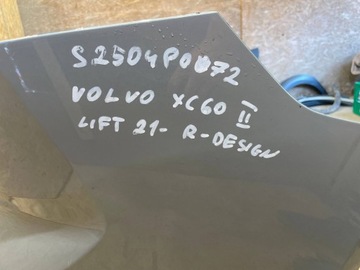 S2504P0072
VOLVO XC60 II
LIFT 21- R-DESIGN